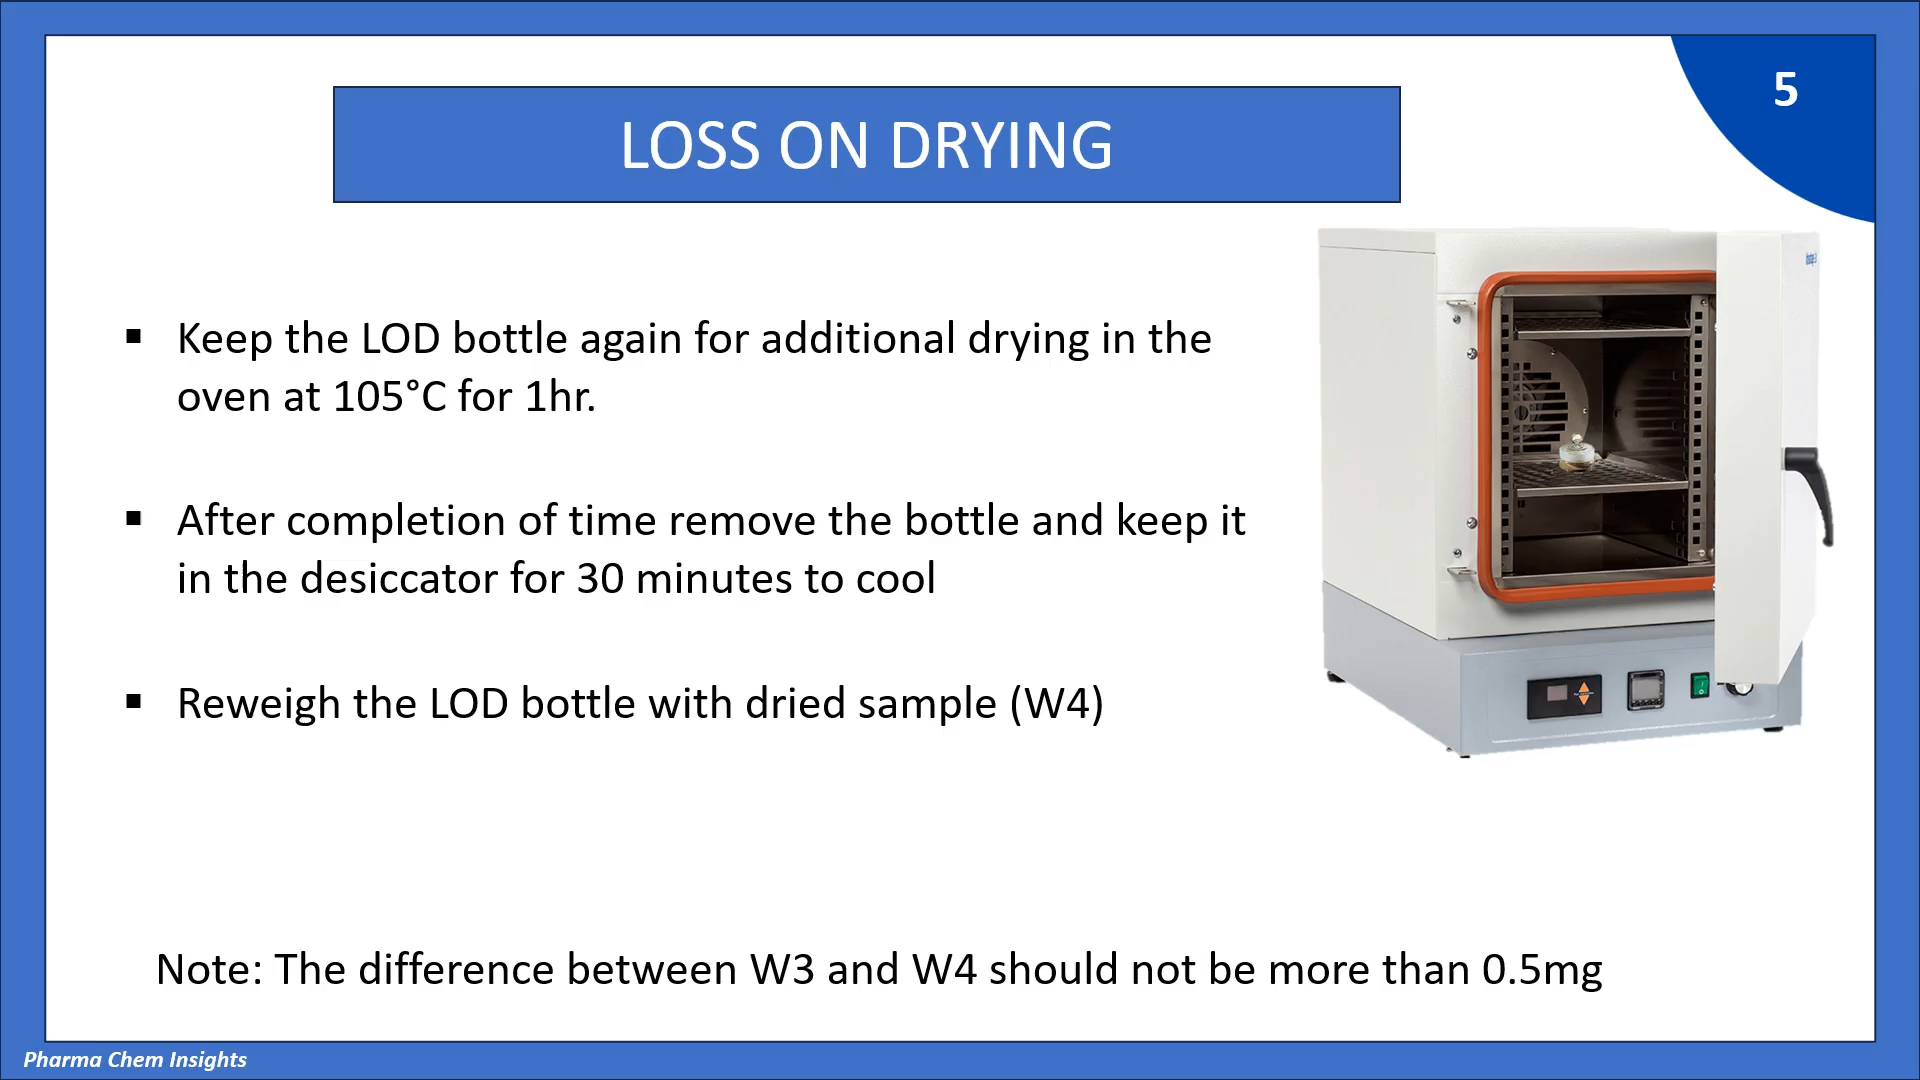 5
LOSS ON DRYING
▪ Keep the LOD bottle again for additional drying in the
oven at 105°C for 1hr.
▪ After completion of time remove the bottle and keep it
in the desiccator for 30 minutes to cool
▪ Reweigh the LOD bottle with dried sample (W4)
Note: The difference between W3 and W4 should not be more than 0.5mg
Pharma Chem Insights